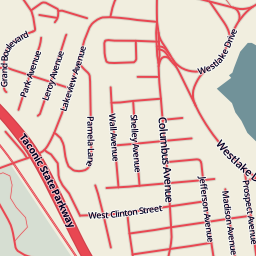 Grand Boulevard
Park Avenue
Leroy Avenue
Lakeview Avenue
Westlake Drive
Pamela Lane
Wall Avenue
Shelley Avenue
Columbus Avenue
Taconic State Parkway
Westlake D
West Clinton Street
Jefferson Avenue
Madison Avenue
Prospect Avenue